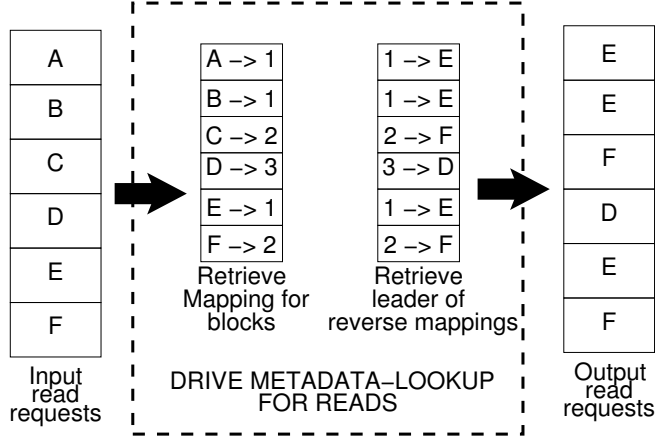 A
B
C
D
E
F
Input
read
requests
A −> 1
B −> 1
C −> 2
D −> 3
E −> 1
F −> 2
Retrieve
Mapping for
blocks
1 −> E
1 −> E
2 −> F
3 −> D
1 −> E
2 −> F
Retrieve
leader of
reverse mappings
DRIVE METADATA−LOOKUP
FOR READS
E
E
F
D
E
F
Output
read
requests